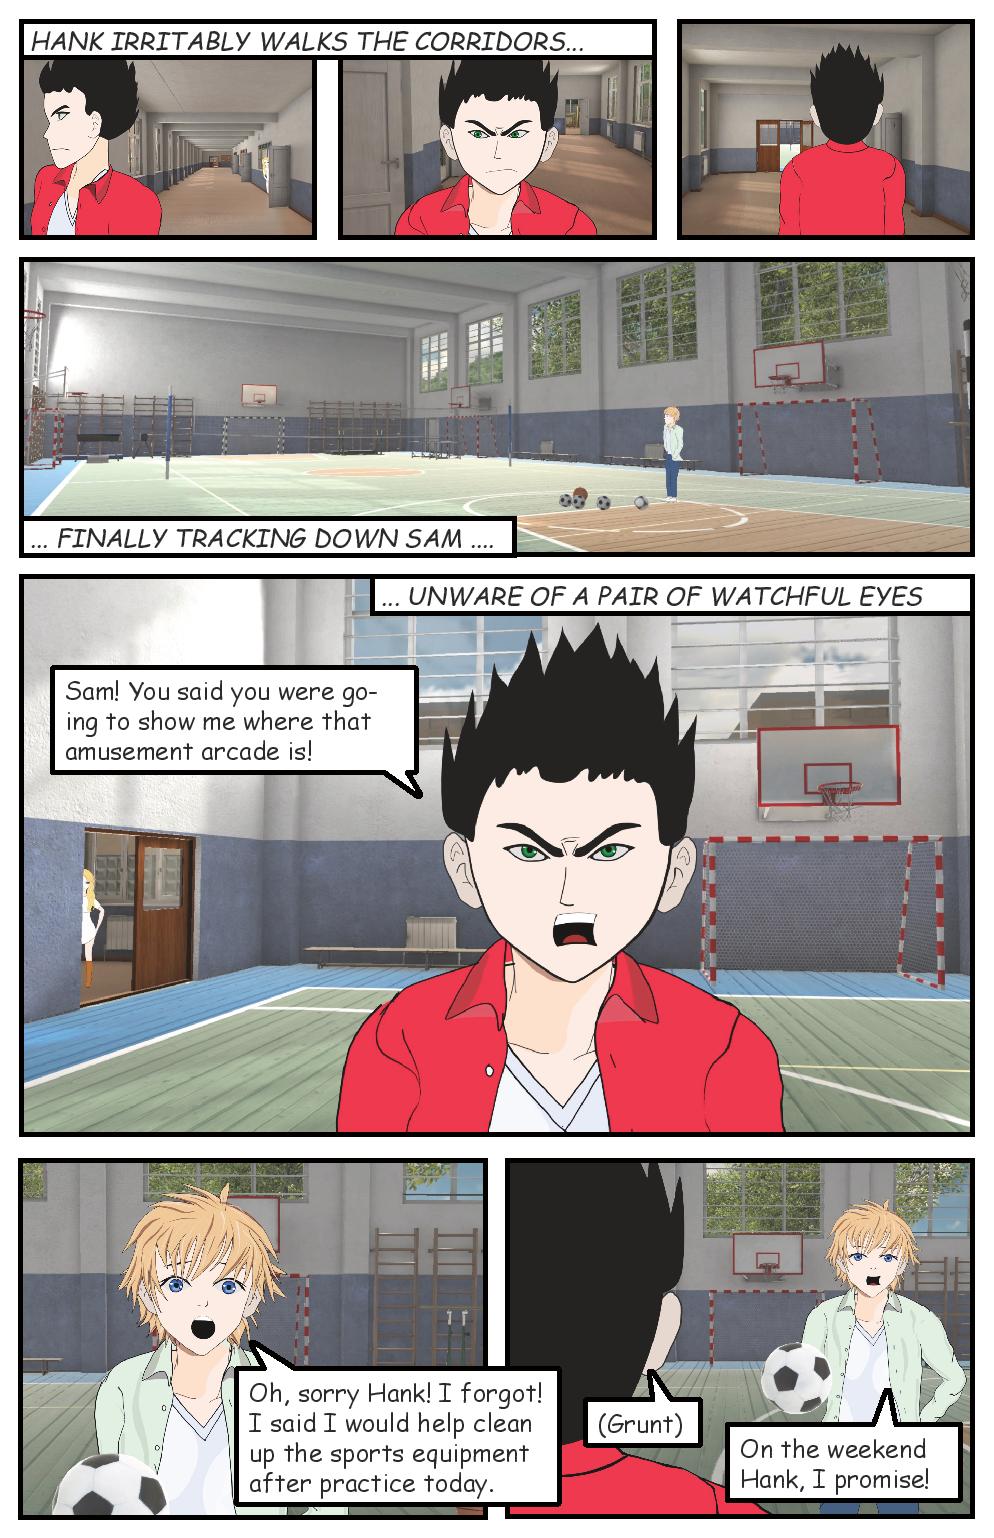 HANK IRRITABLY WALKS THE CORRIDORS...
... FINALLY TRACKING DOWN SAM ....
... UNWARE OF A PAIR OF WATCHFUL EYES
Sam! You said you were go-
ing to show me where that
amusement arcade is!
Oh, sorry Hank! I forgot!
I said I would help clean
up the sports equipment
after practice today.
(Grunt)
On the weekend
Hank, I promise!